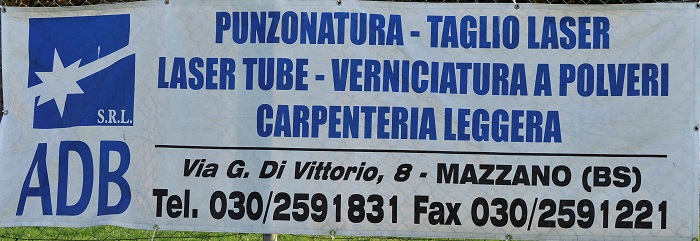 S.R.L.
ADB
PUNZONATURA - TAGLIO LASER
LASER TUBE - VERNICIATURA A POLVERI
CARPENTERIA LEGGERA
Via G. Di Vittorio, 8 - MAZZANO (BS)
Tel. 030/2591831 Fax 030/2591221